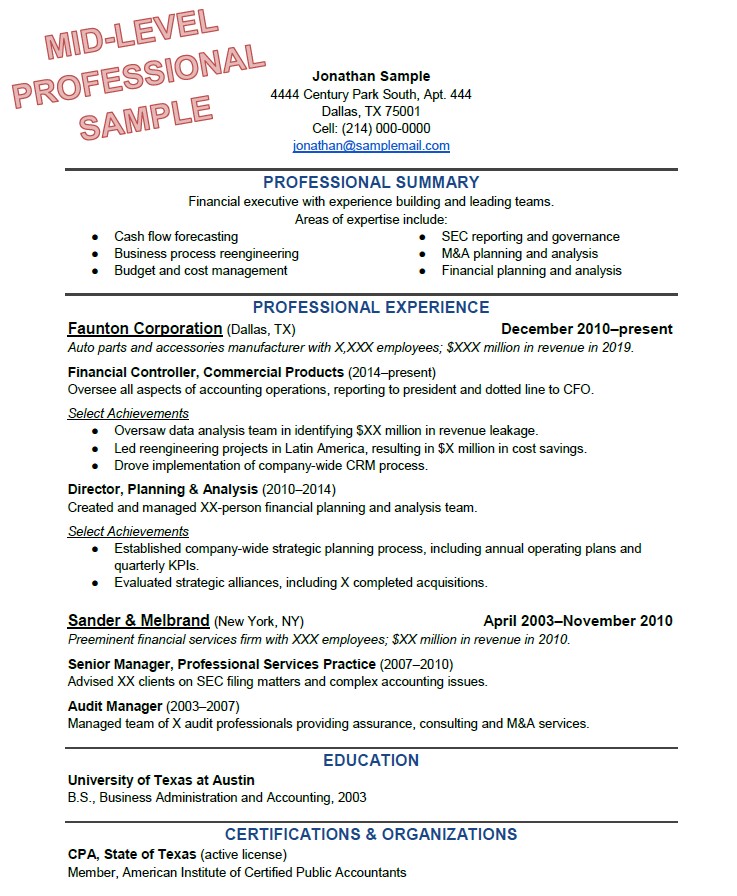 MID-LEVEL
PROFESSIONAL
SAMPLE
Jonathan Sample
4444 Century Park South, Apt. 444
Dallas, TX 75001
Cell: (214) 000-0000
jonathan@samplemail.com
PROFESSIONAL SUMMARY
Financial executive with experience building and leading teams.
Areas of expertise include:
● Cash flow forecasting
● Business process reengineering
● Budget and cost management
● SEC reporting and governance
● M&A planning and analysis
● Financial planning and analysis
PROFESSIONAL EXPERIENCE
Faunton Corporation (Dallas, TX) December 2010–present
Auto parts and accessories manufacturer with X,XXX employees; $XXX million in revenue in 2019.
Financial Controller, Commercial Products (2014–present)
Oversee all aspects of accounting operations, reporting to president and dotted line to CFO.
Select Achievements
● Oversaw data analysis team in identifying $XX million in revenue leakage.
● Led reengineering projects in Latin America, resulting in $X million in cost savings.
● Drove implementation of company-wide CRM process.
Director, Planning & Analysis (2010–2014)
Created and managed XX-person financial planning and analysis team.
Select Achievements
● Established company-wide strategic planning process, including annual operating plans and
quarterly KPIs.
● Evaluated strategic alliances, including X completed acquisitions.
Sander & Melbrand (New York, NY) April 2003–November 2010
Preeminent financial services firm with XXX employees; $XX million in revenue in 2010.
Senior Manager, Professional Services Practice (2007–2010)
Advised XX clients on SEC filing matters and complex accounting issues.
Audit Manager (2003–2007)
Managed team of X audit professionals providing assurance, consulting and M&A services.
EDUCATION
University of Texas at Austin
B.S., Business Administration and Accounting, 2003
CERTIFICATIONS & ORGANIZATIONS
CPA, State of Texas (active license)
Member, American Institute of Certified Public Accountants